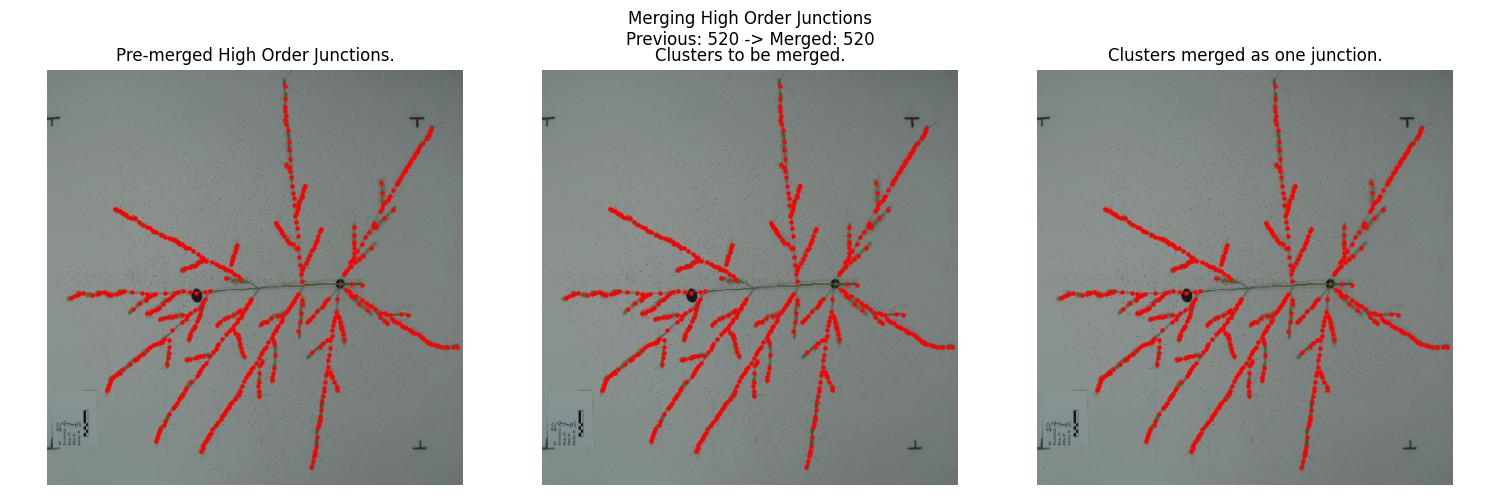 Merging High Order Junctions
Previous: 520 -> Merged: 520
Pre-merged High Order Junctions.
Clusters to be merged.
Clusters merged as one junction.